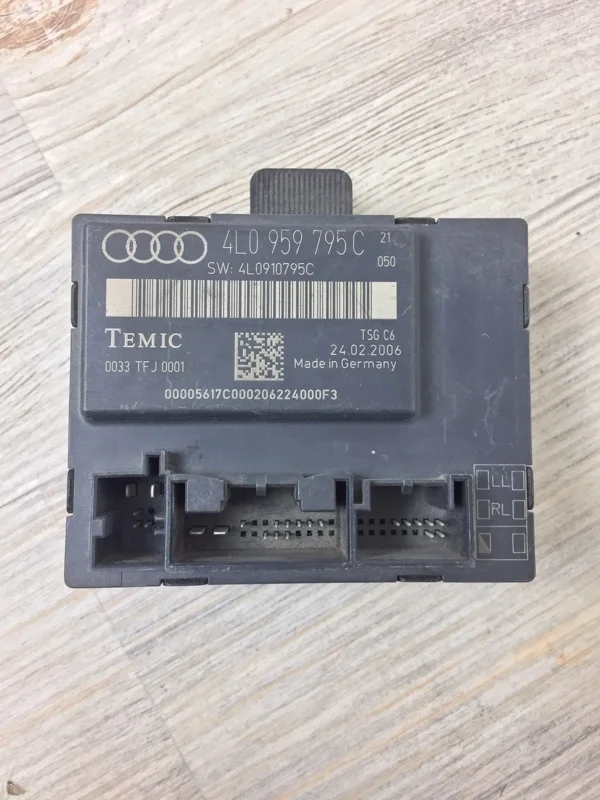 4L0 959 795 C 21
050
SW: 4L0910795C
TEMIC
TSG C6
24.02.2006
0033 TFJ 0001
Made in Germany
00005617C000206224000F3
LL
RL